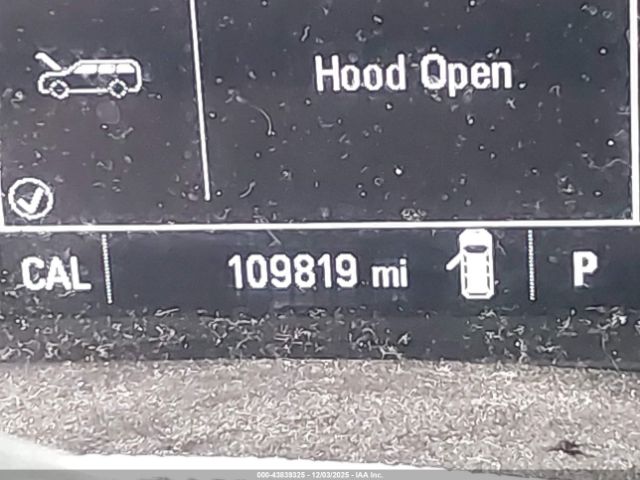 Hood Open
CAL 109819 mi P
000-43839325 - 12/03/2025 - IAA Inc.